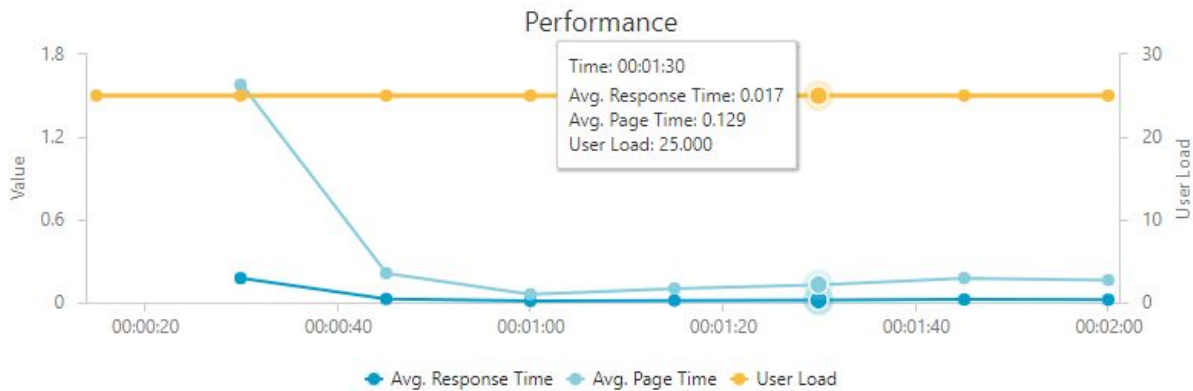 Performance
1.8
1.2
0.6
0
Value
30
20
10
0
User Load
Time: 00:01:30
Avg. Response Time: 0.017
Avg. Page Time: 0.129
User Load: 25.000
00:00:20 00:00:40 00:01:00 00:01:20 00:01:40 00:02:00
Avg. Response Time Avg. Page Time User Load